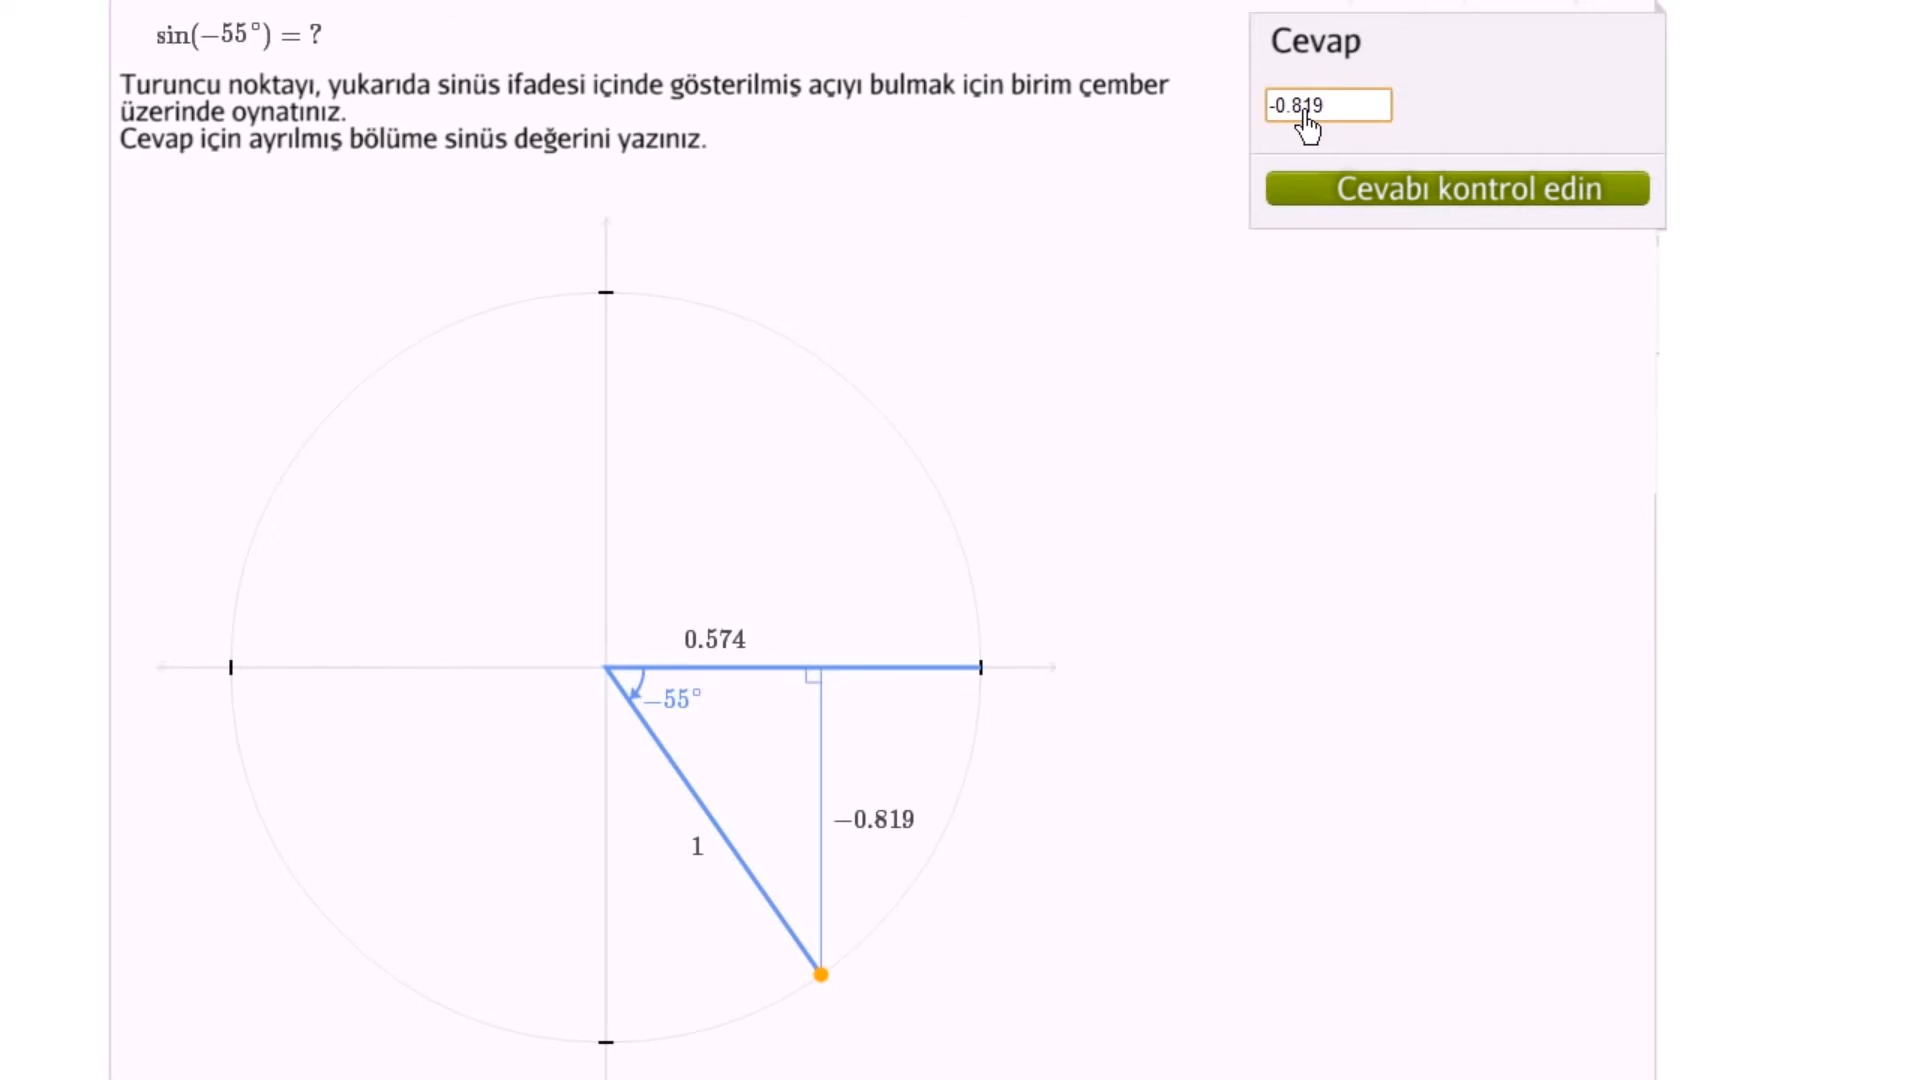 sin(−55°) = ?
Turuncu noktayı, yukarıda sinüs ifadesi içinde gösterilmiş açıyı bulmak için birim çember
üzerinde oynatınız.
Cevap için ayrılmış bölüme sinüs değerini yazınız.
Cevap
-0.819
Cevabı kontrol edin
0.574
−55°
−0.819
1